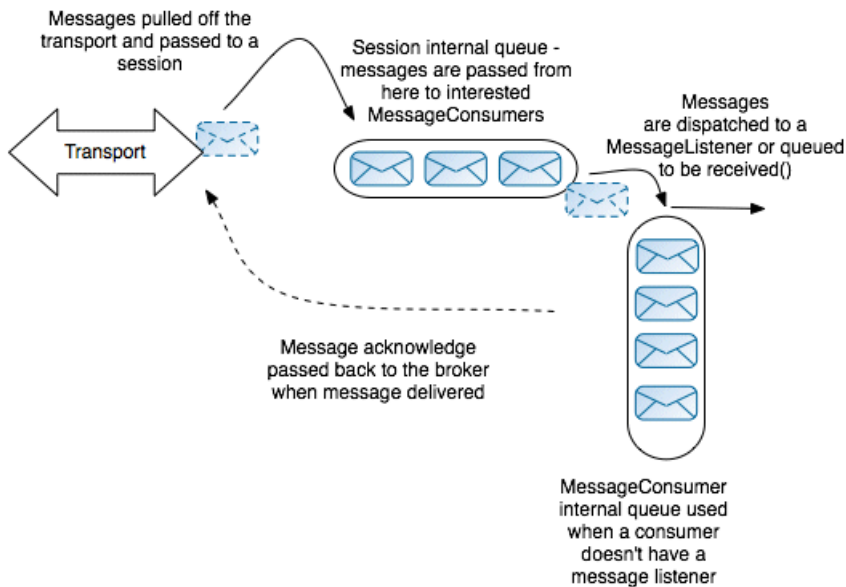 Messages pulled off the
transport and passed to a
session
Session internal queue -
messages are passed from
here to interested
MessageConsumers
Messages
are dispatched to a
MessageListener or queued
to be received()
Transport
Message acknowledge
passed back to the broker
when message delivered
MessageConsumer
internal queue used
when a consumer
doesn't have a
message listener